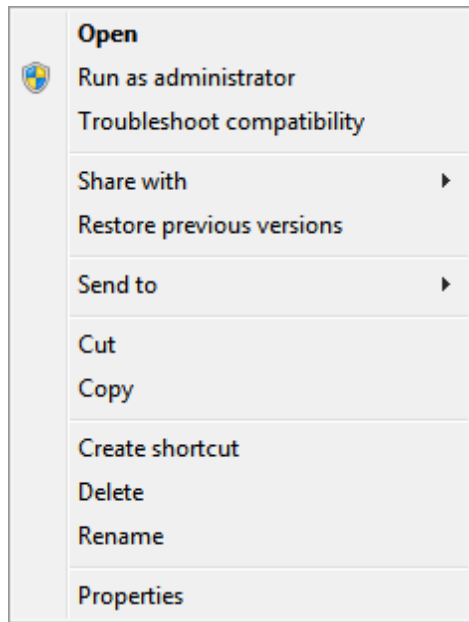 Open
Run as administrator
Troubleshoot compatibility
Share with
Restore previous versions
Send to
Cut
Copy
Create shortcut
Delete
Rename
Properties